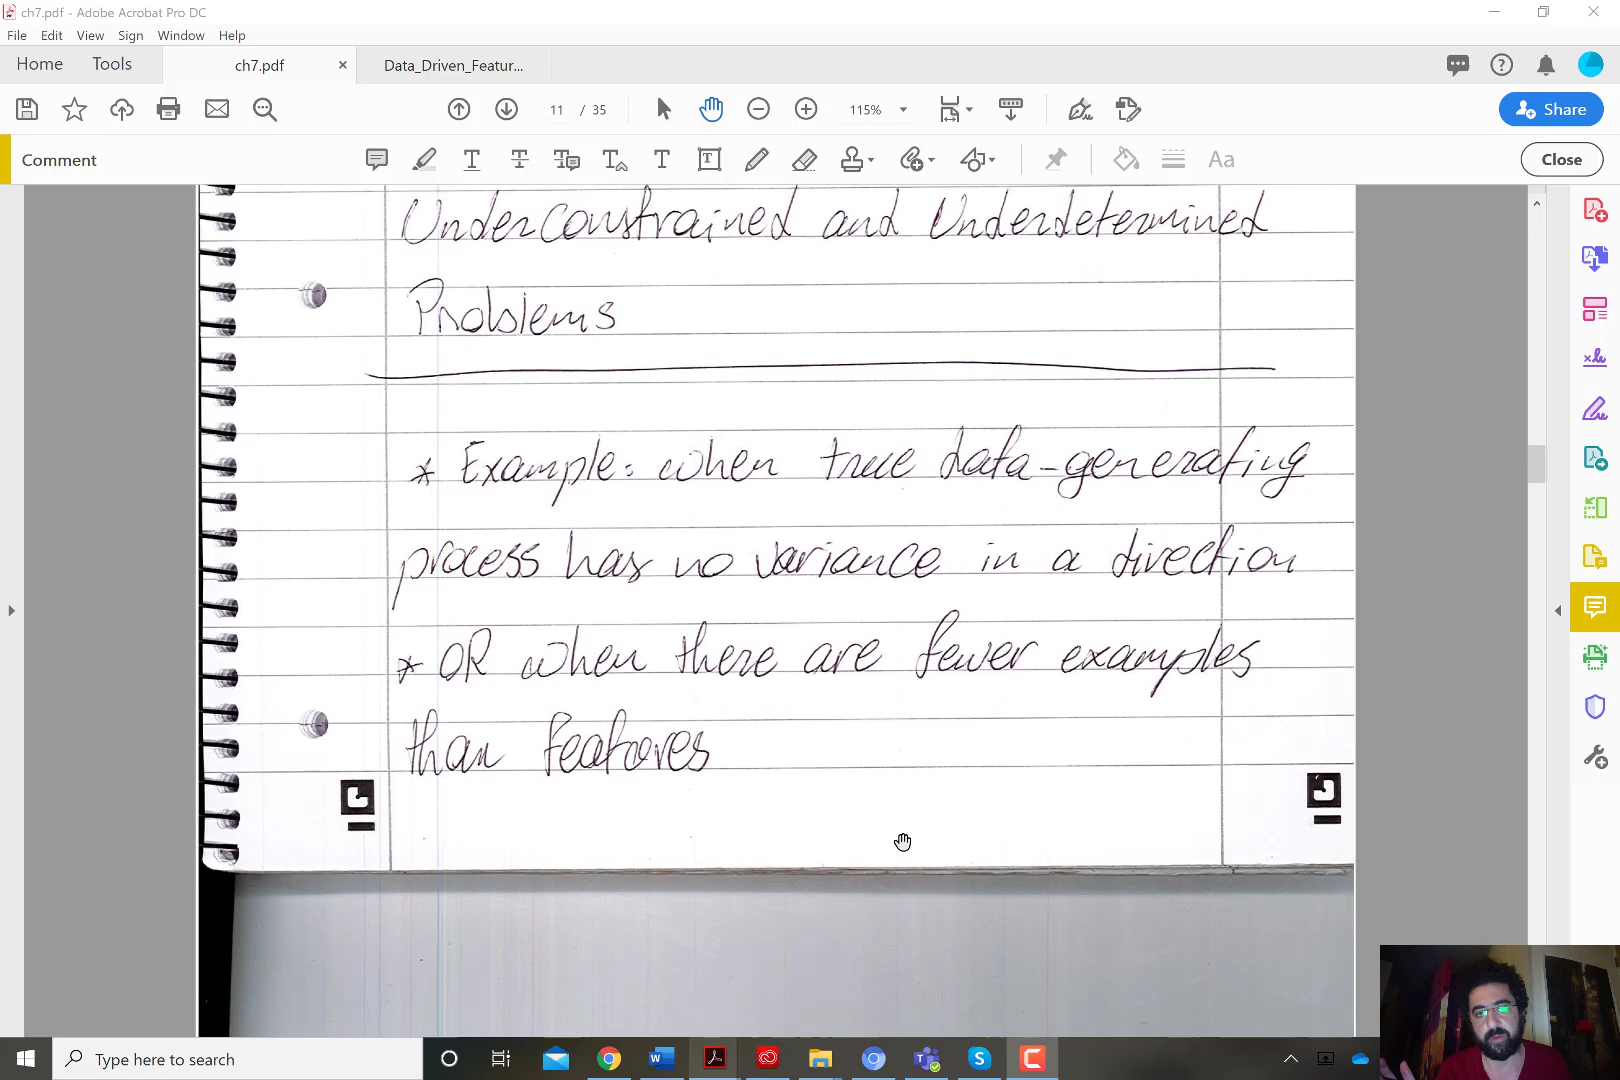 ch7.pdf - Adobe Acrobat Pro DC
File Edit View Sign Window Help
Home Tools ch7.pdf × Data_Driven_Featur...
11 / 35 115% Share
Comment Close
Underconstrained and Underdetermined
Problems
* Example: when true data-generating
process has no variance in a direction
* OR when there are fewer examples
than features
Type here to search